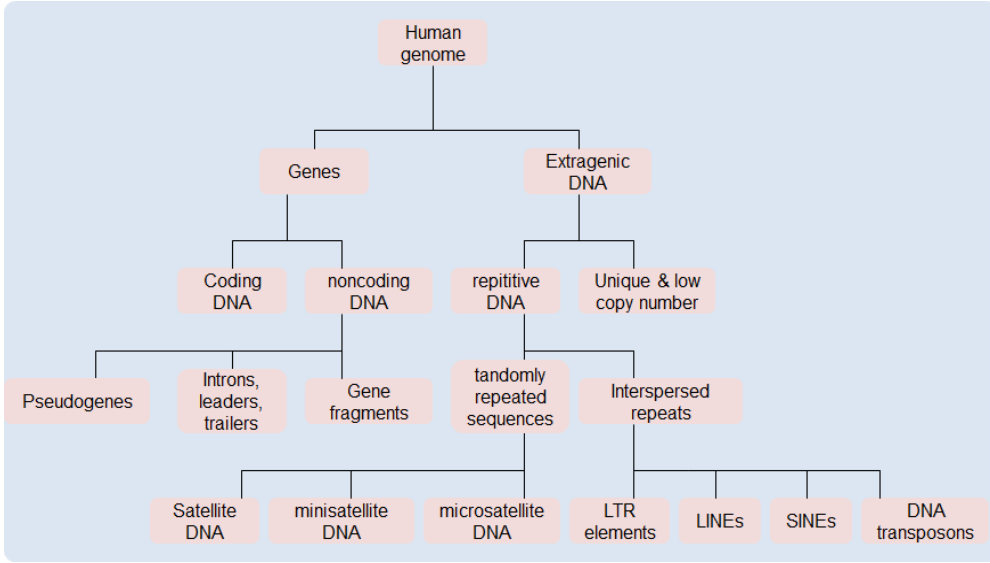 Human
genome
Genes
Extragenic
DNA
Coding
DNA
noncoding
DNA
repititive
DNA
Unique & low
copy number
Pseudogenes
Introns,
leaders,
trailers
Gene
fragments
tandomly
repeated
sequences
Interspersed
repeats
Satellite
DNA
minisatellite
DNA
microsatellite
DNA
LTR
elements
LINEs
SINEs
DNA
transposons